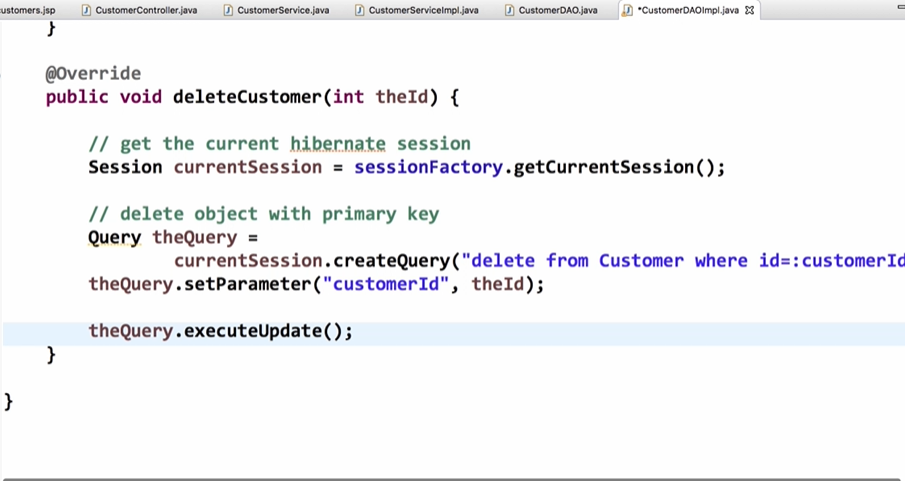 ustomers.jsp CustomerController.java CustomerService.java CustomerServiceImpl.java CustomerDAO.java *CustomerDAOImpl.java
}
@Override
public void deleteCustomer(int theId) {
// get the current hibernate session
Session currentSession = sessionFactory.getCurrentSession();
// delete object with primary key
Query theQuery =
currentSession.createQuery("delete from Customer where id=:customerId
theQuery.setParameter("customerId", theId);
theQuery.executeUpdate();
}
}